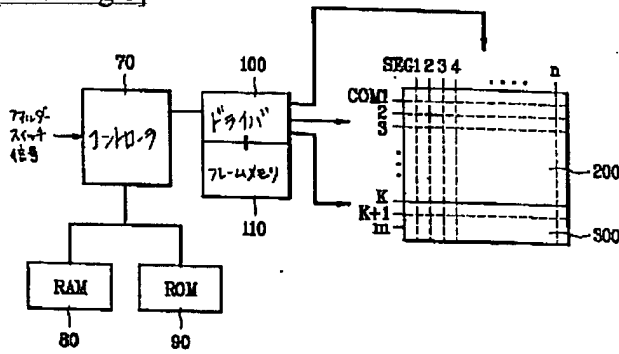 70
コントローラ
フォルダー
スイッチ
信号
100
ドライバ
フレームメモリ
110
RAM
80
ROM
90
SEG1 2 3 4 ‥‥ n
COM1
2
3
K
K+1
m
200
300